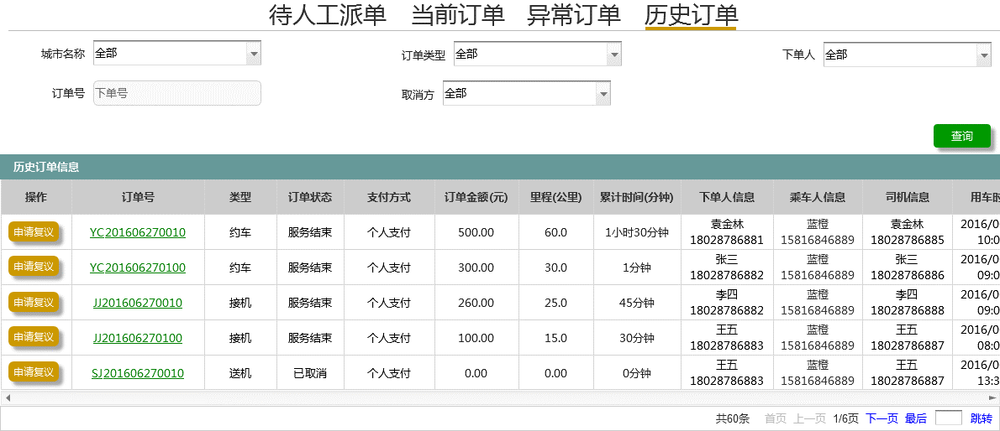 待人工派单 当前订单 异常订单 历史订单
城市名称 全部 订单类型 全部 下单人 全部
订单号 下单号 取消方 全部
查询
历史订单信息
操作 订单号 类型 订单状态 支付方式 订单金额(元) 里程(公里) 累计时间(分钟) 下单人信息 乘车人信息 司机信息 用车时
申请复议 YC201606270010 约车 服务结束 个人支付 500.00 60.0 1小时30分钟 袁金林 18028786881 蓝橙 15816846889 袁金林 18028786885 2016/0 10:0
申请复议 YC201606270100 约车 服务结束 个人支付 300.00 30.0 1分钟 张三 18028786882 蓝橙 15816846889 张三 18028786886 2016/0 09:0
申请复议 JJ201606270010 接机 服务结束 个人支付 260.00 25.0 45分钟 李四 18028786882 蓝橙 15816846889 李四 18028786888 2016/0 09:0
申请复议 JJ201606270100 接机 服务结束 个人支付 100.00 15.0 30分钟 王五 18028786883 蓝橙 15816846889 王五 18028786887 2016/0 08:0
申请复议 SJ201606270010 送机 已取消 个人支付 0.00 0.00 0分钟 王五 18028786883 蓝橙 15816846889 王五 18028786887 2016/0 13:3
共60条 首页 上一页 1/6页 下一页 最后 跳转